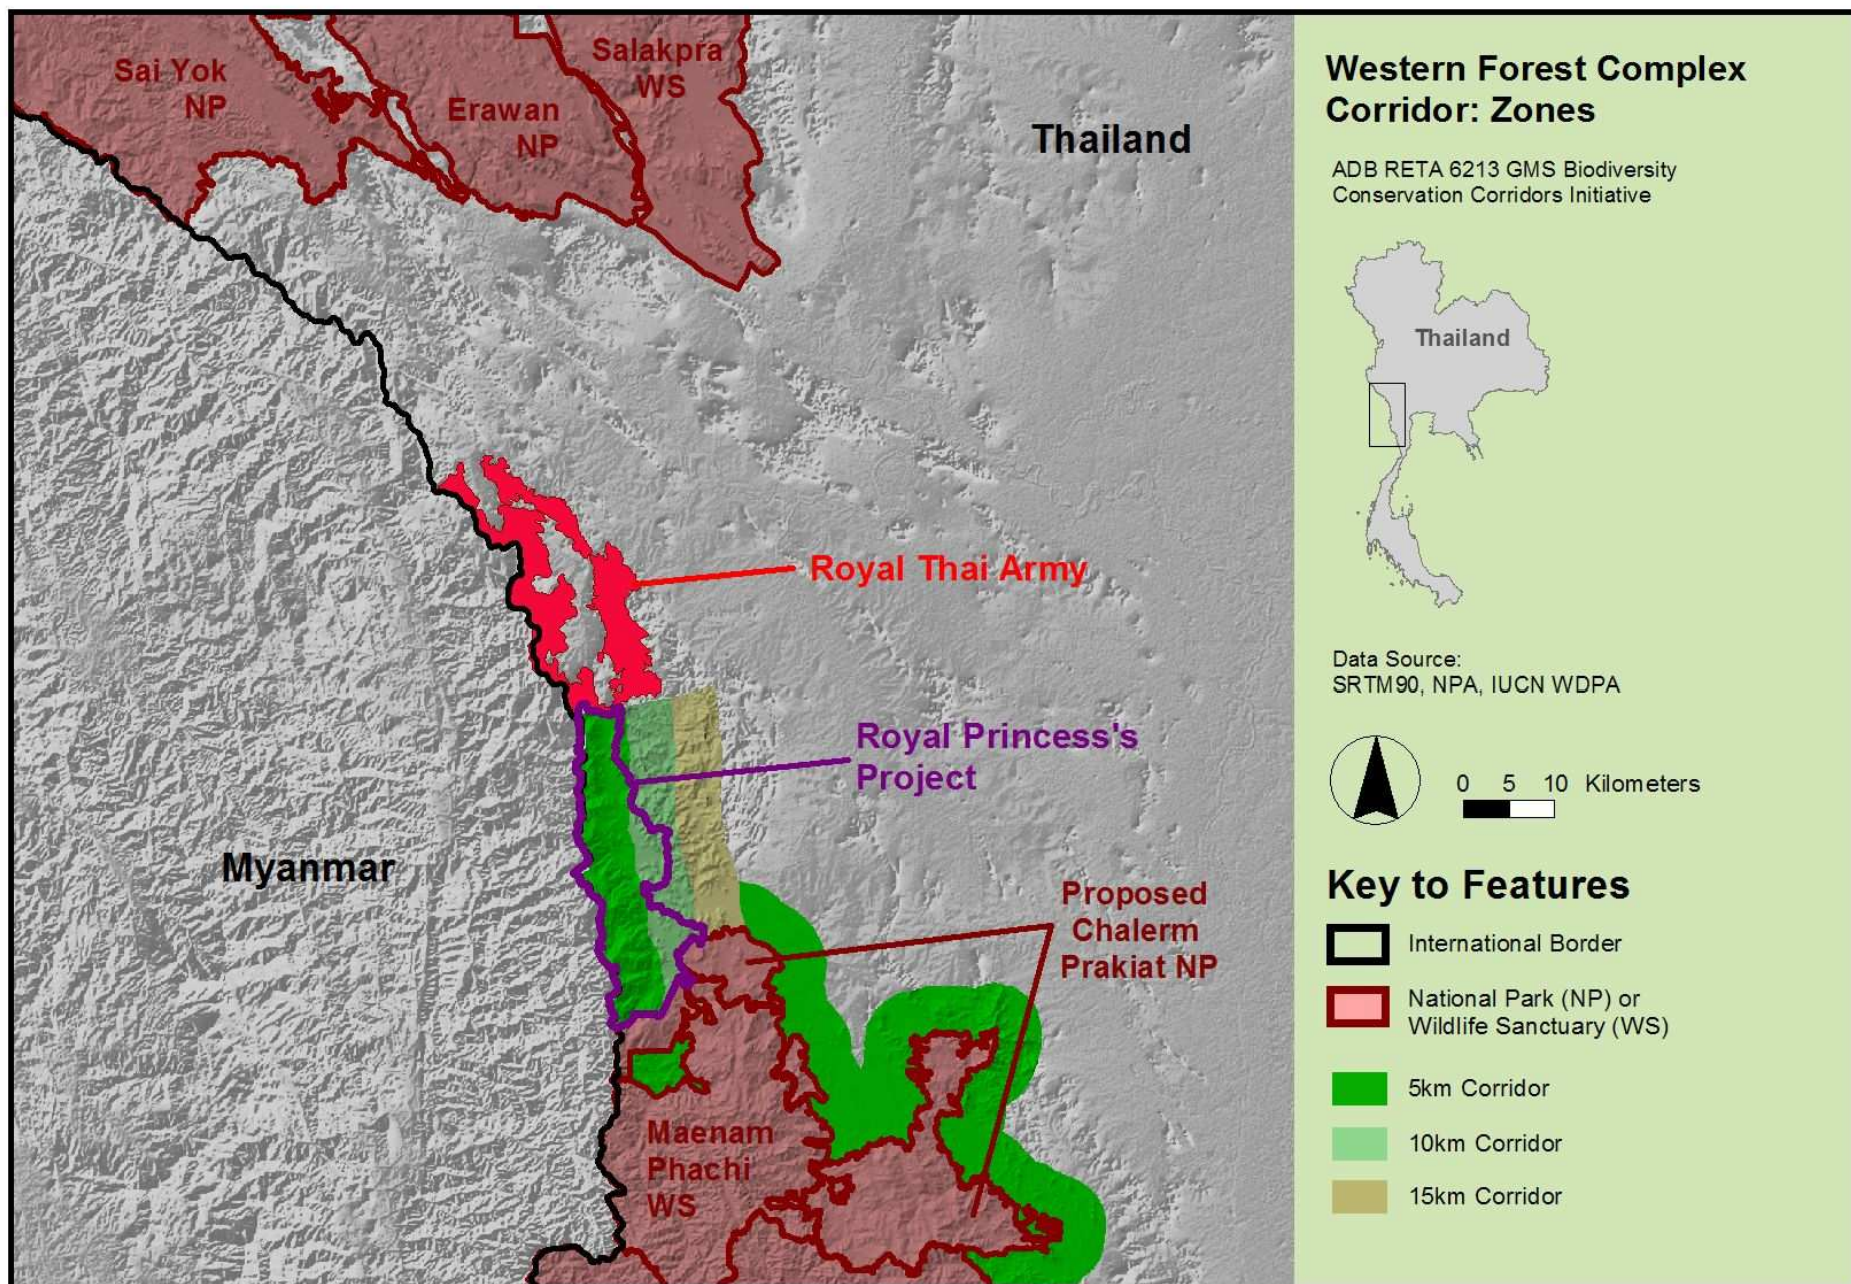 Sai Yok
NP
Erawan
NP
Salakpra
WS
Thailand
Royal Thai Army
Royal Princess's
Project
Myanmar
Proposed
Chalerm
Prakiat NP
Maenam
Phachi
WS
Western Forest Complex
Corridor: Zones
ADB RETA 6213 GMS Biodiversity
Conservation Corridors Initiative
Thailand
Data Source:
SRTM90, NPA, IUCN WDPA
0 5 10 Kilometers
Key to Features
International Border
National Park (NP) or
Wildlife Sanctuary (WS)
5km Corridor
10km Corridor
15km Corridor